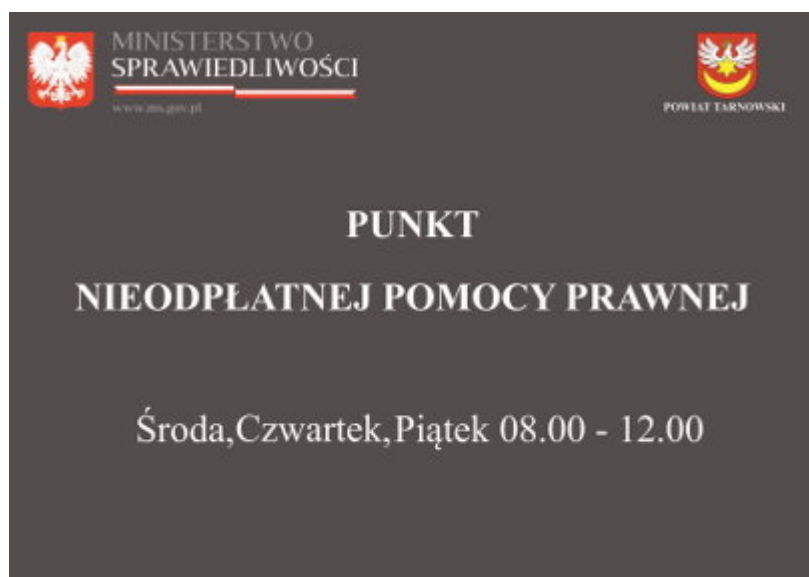 MINISTERSTWO
SPRAWIEDLIWOŚCI
www.ms.gov.pl
POWIAT TARNOWSKI
PUNKT
NIEODPŁATNEJ POMOCY PRAWNEJ
Środa,Czwartek,Piątek 08.00 - 12.00